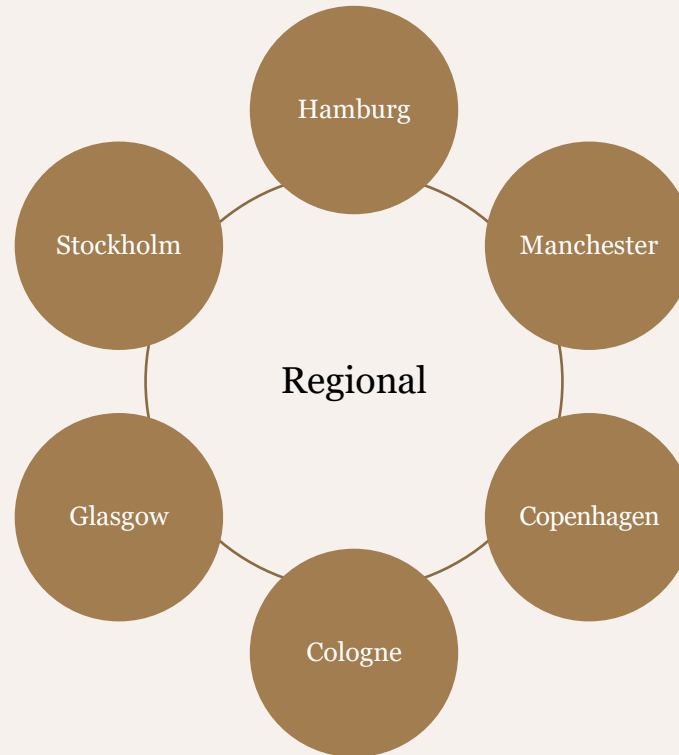 Hamburg
Stockholm
Manchester
Regional
Glasgow
Copenhagen
Cologne